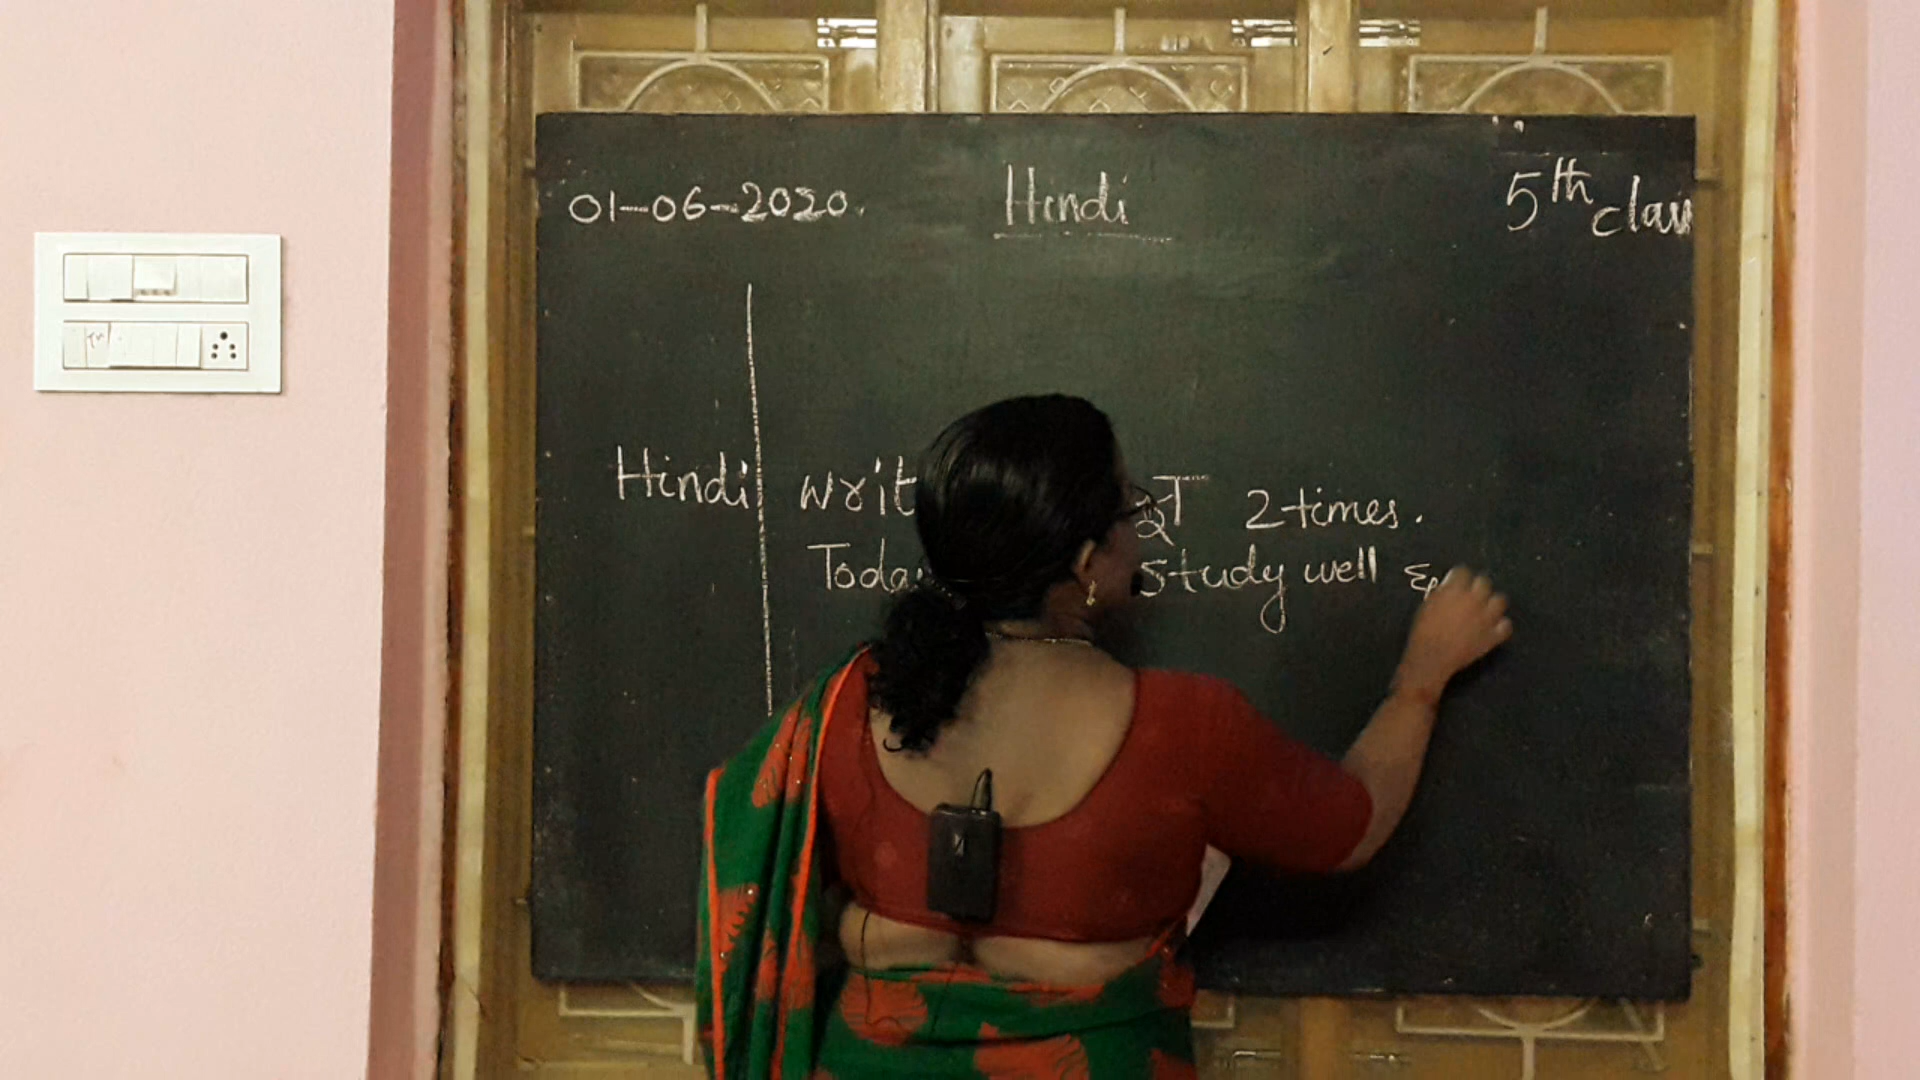 01-06-2020. Hindi 5th class
Hindi writ 2 times.
Toda Study well &